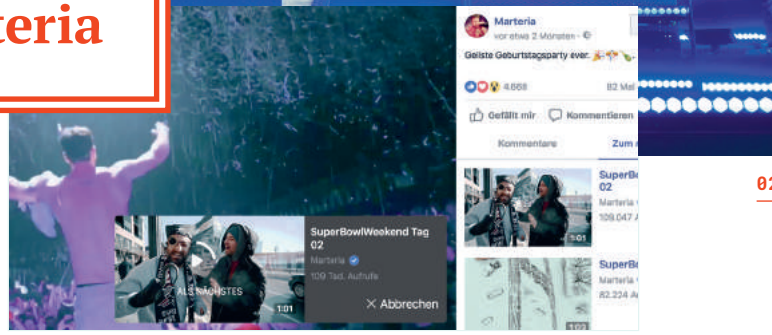 teria
Marteria
vor etwa 2 Monaten
Geilste Geburtstagsparty ever.
4.668
82 Mal
Gefällt mir
Kommentieren
Kommentare
Zum
SuperBo
02
Marteria
109.047 A
1:01
SuperBo
Marteria
82.224 A
1:03
SuperBowlWeekend Tag
02
Marteria
109 Tsd. Aufrufe
ALS NÄCHSTES
1:01
× Abbrechen
02